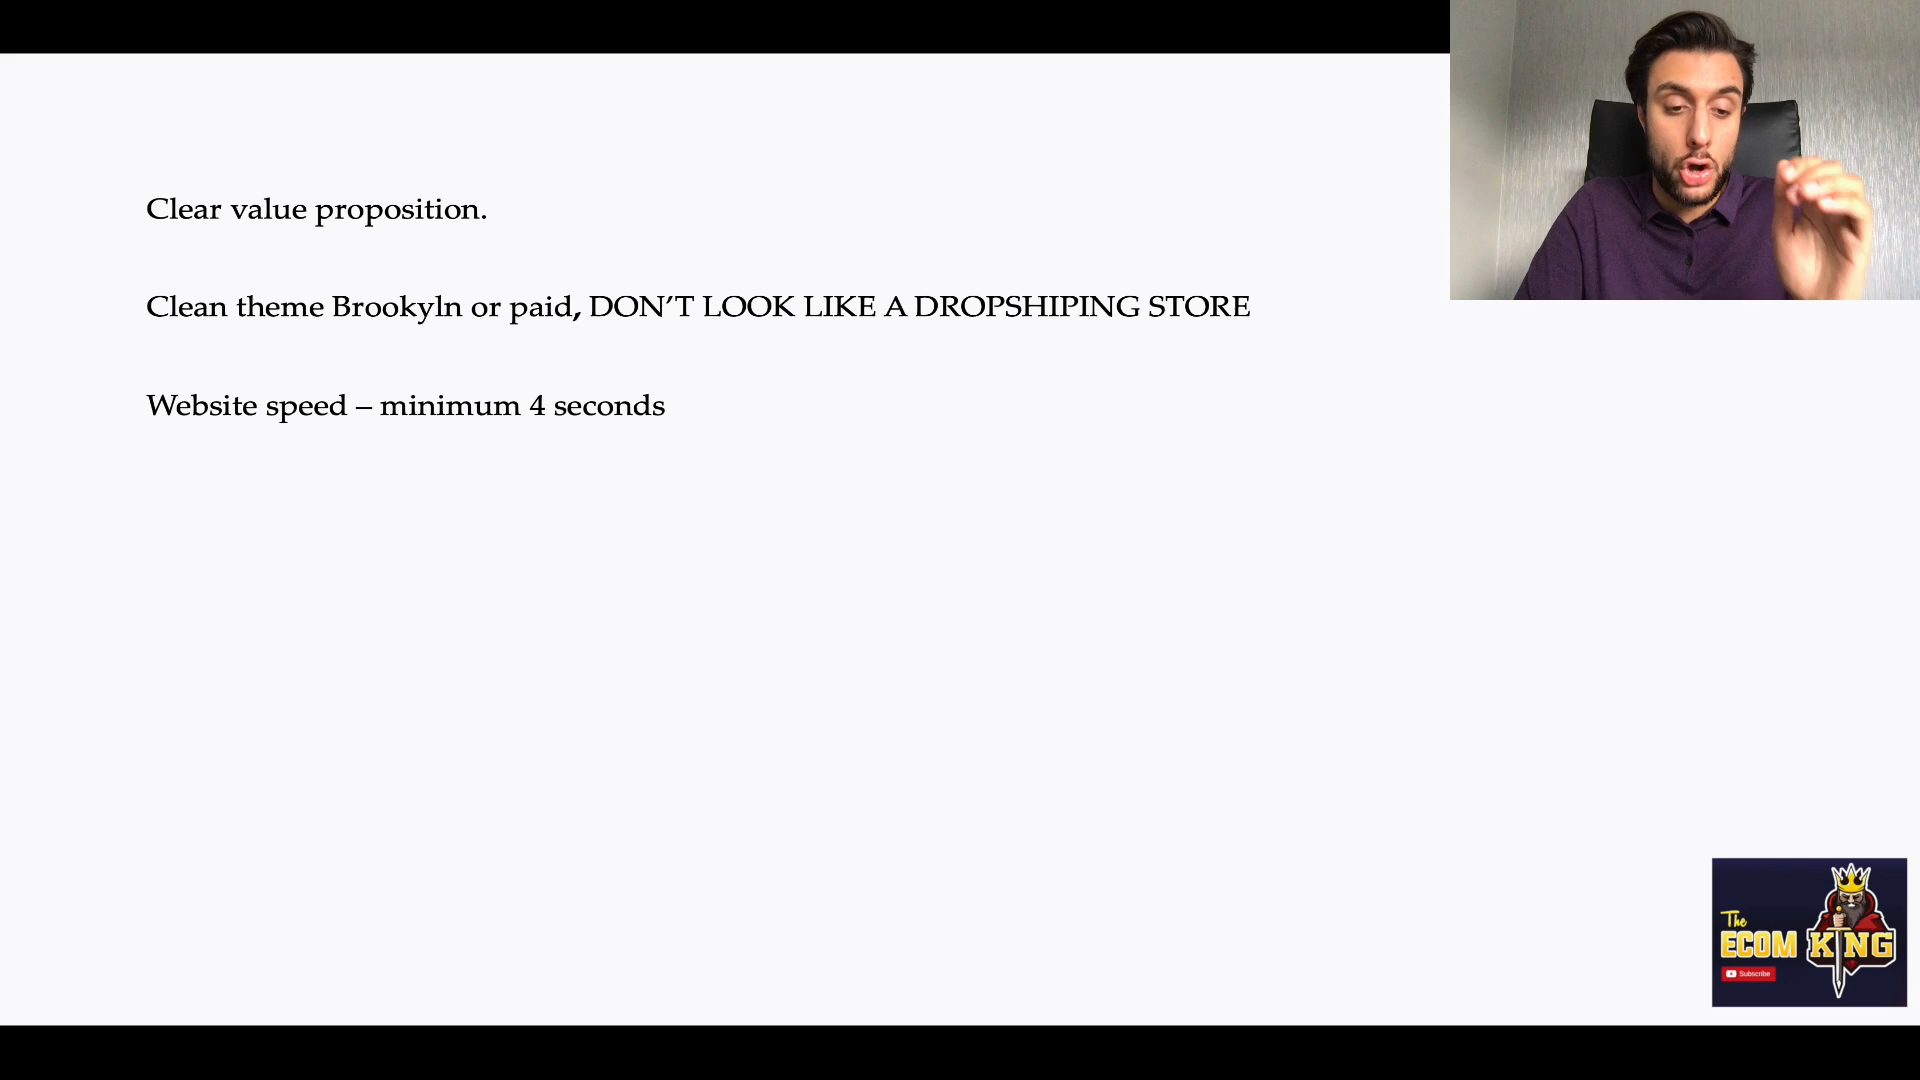 Clear value proposition.
Clean theme Brookyln or paid, DON’T LOOK LIKE A DROPSHIPING STORE
Website speed – minimum 4 seconds
The
ECOM KING
Subscribe